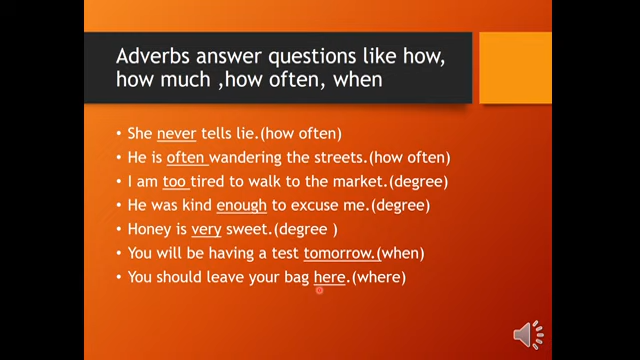 Adverbs answer questions like how,
how much ,how often, when
• She never tells lie.(how often)
• He is often wandering the streets.(how often)
• I am too tired to walk to the market.(degree)
• He was kind enough to excuse me.(degree)
• Honey is very sweet.(degree )
• You will be having a test tomorrow.(when)
• You should leave your bag here.(where)